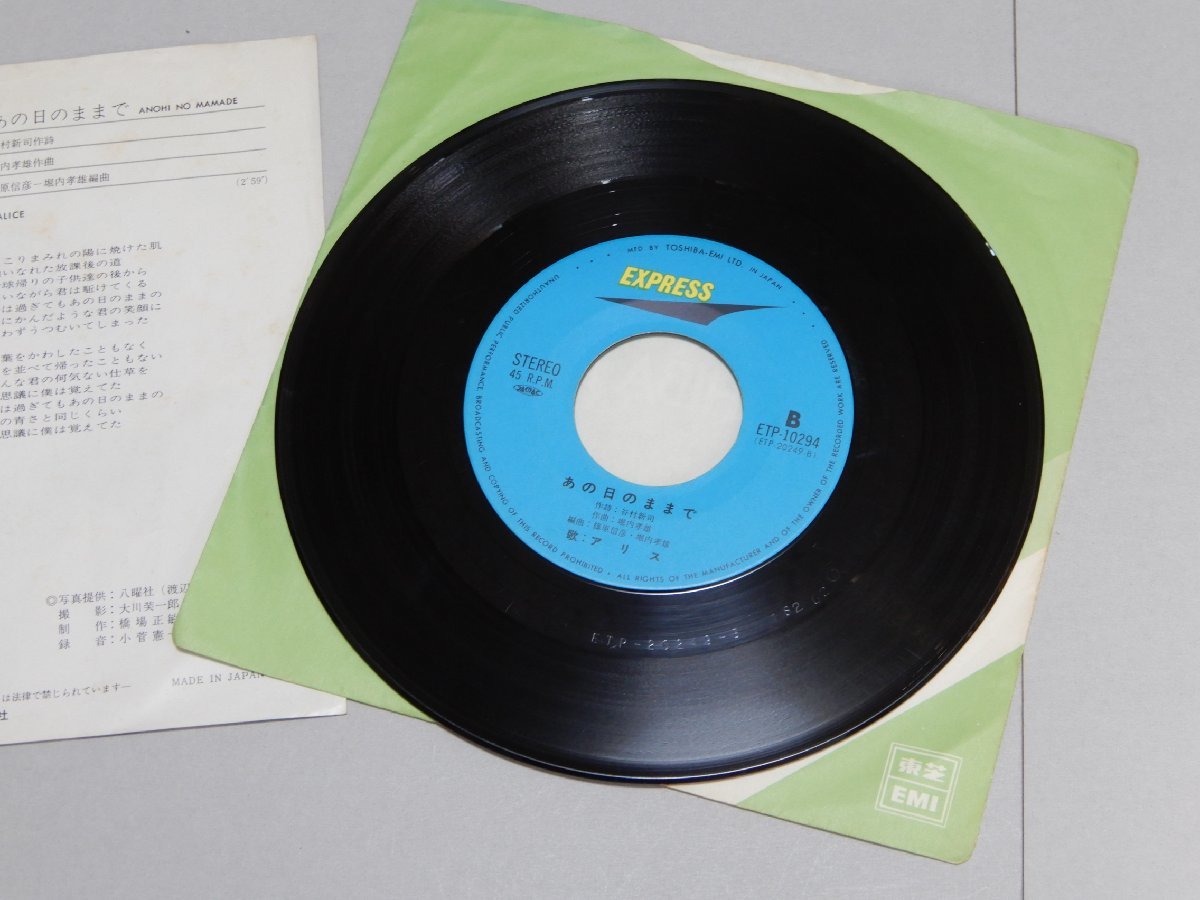 あの日のままで ANOHI NO MAMADE
村新司作詩
内孝雄作曲
原信彦–堀内孝雄編曲 (2′59″)
ALICE
こりまみれの陽に焼けた肌
いなれた放課後の道
球帰りの子供達の後から
いながら君は駆けてくる
は過ぎてもあの日のままの
にかんだような君の笑顔に
わずうつむいてしまった
葉をかわしたこともなく
を並べて帰ったこともない
んな君の何気ない仕草を
思議に僕は覚えてた
は過ぎてもあの日のままの
の青さと同じくらい
思議に僕は覚えてた
◎写真提供:八曜社(渡辺
撮影:大川芙一郎
制作:橋場正敏
録音:小菅憲一
MADE IN JAPAN
は法律で禁じられています—
社
MFD BY TOSHIBA-EMI LTD. IN JAPAN
EXPRESS
STEREO
45 R.P.M.
B
ETP-10294
(ETP-20249-B)
あの日のままで
作詩:谷村新司
作曲:堀内孝雄
編曲:篠原信彦・堀内孝雄
歌:アリス
UNAUTHORIZED PUBLIC PERFORMANCE, BROADCASTING AND COPYING OF THIS RECORD PROHIBITED. ALL RIGHTS OF THE MANUFACTURER AND OF THE OWNER OF THE RECORDED WORK ARE RESERVED
東芝
EMI